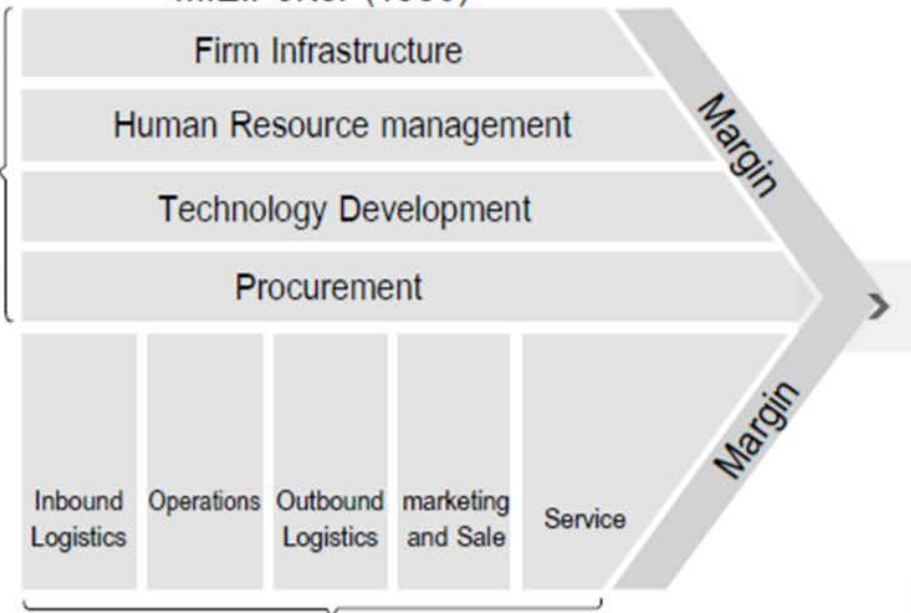 Firm Infrastructure
Human Resource management
Technology Development
Procurement
Margin
Margin
Inbound
Logistics
Operations
Outbound
Logistics
marketing
and Sale
Service